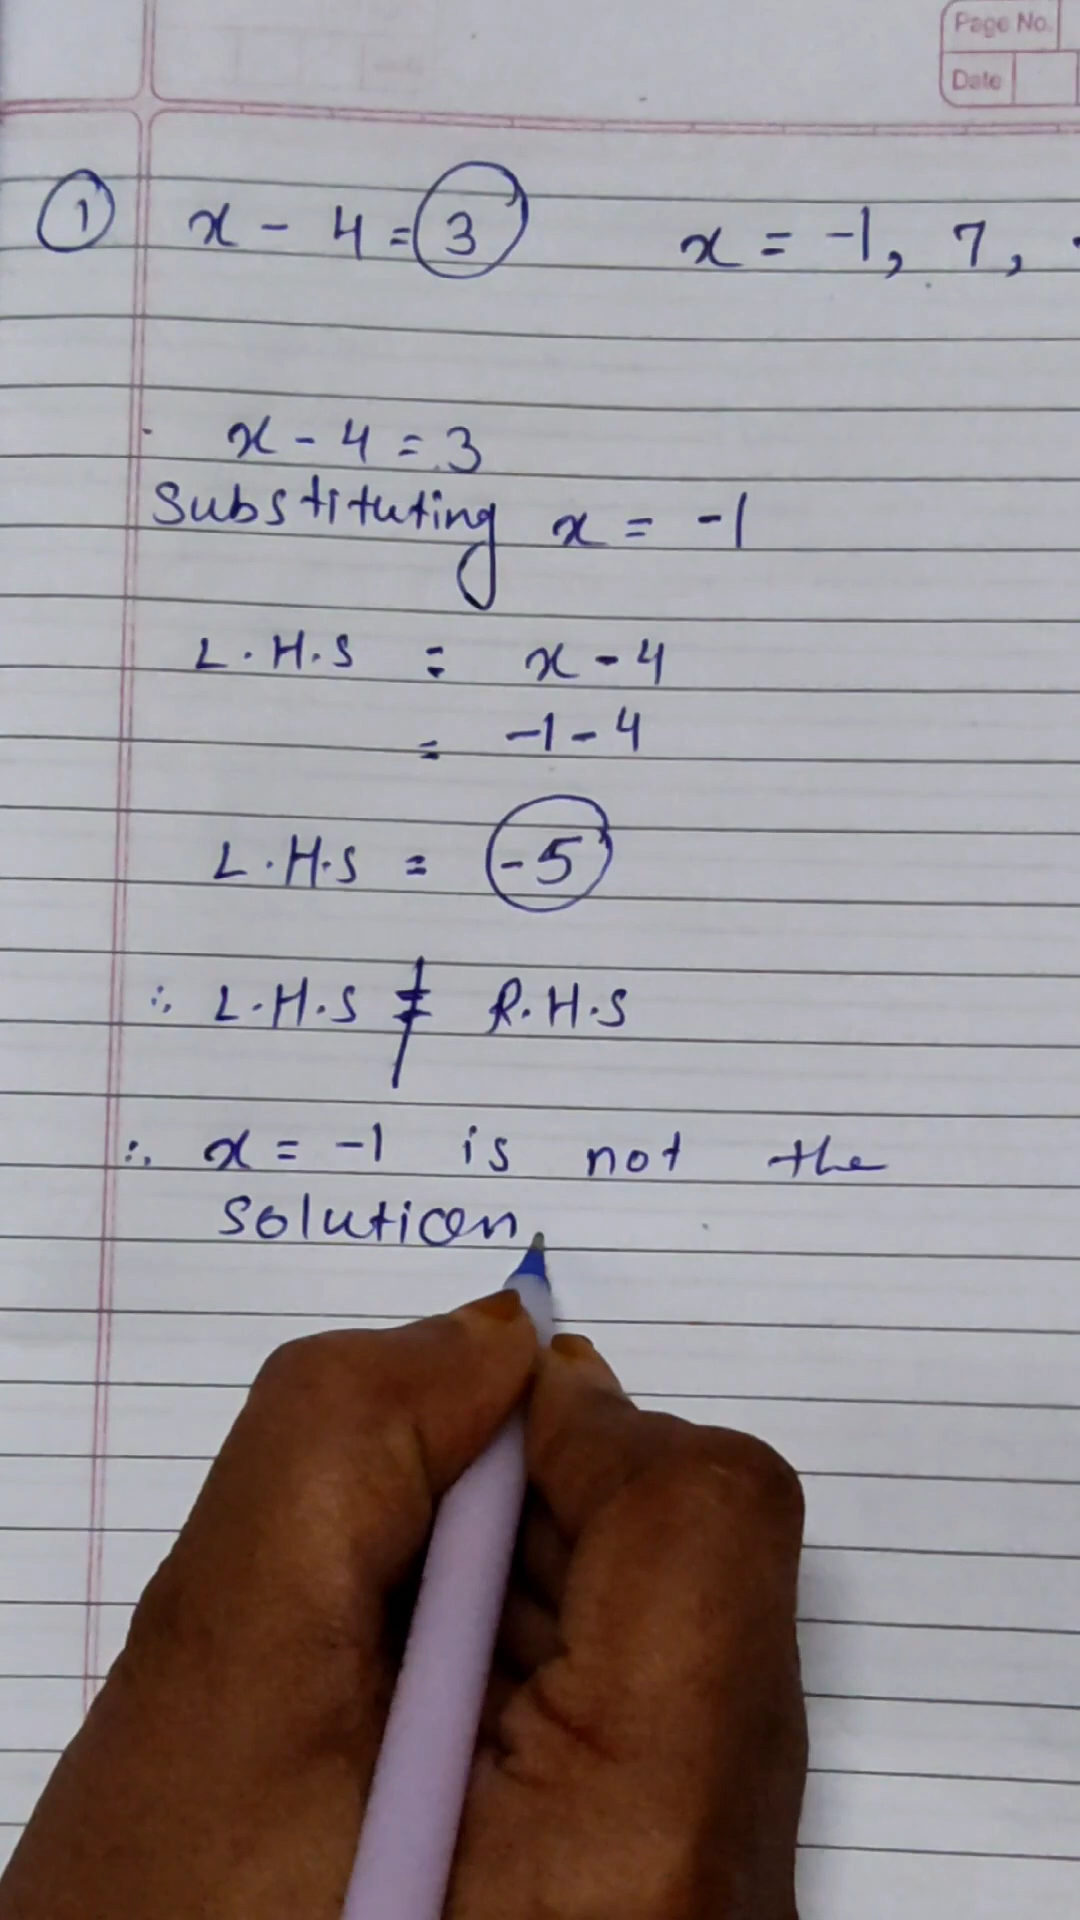 Page No.
Date
① x - 4 = 3 x = -1, 7,
x - 4 = 3
Substituting x = -1
L.H.S = x - 4
= -1 - 4
L.H.S = -5
∴ L.H.S ≠ R.H.S
∴ x = -1 is not the
solution.